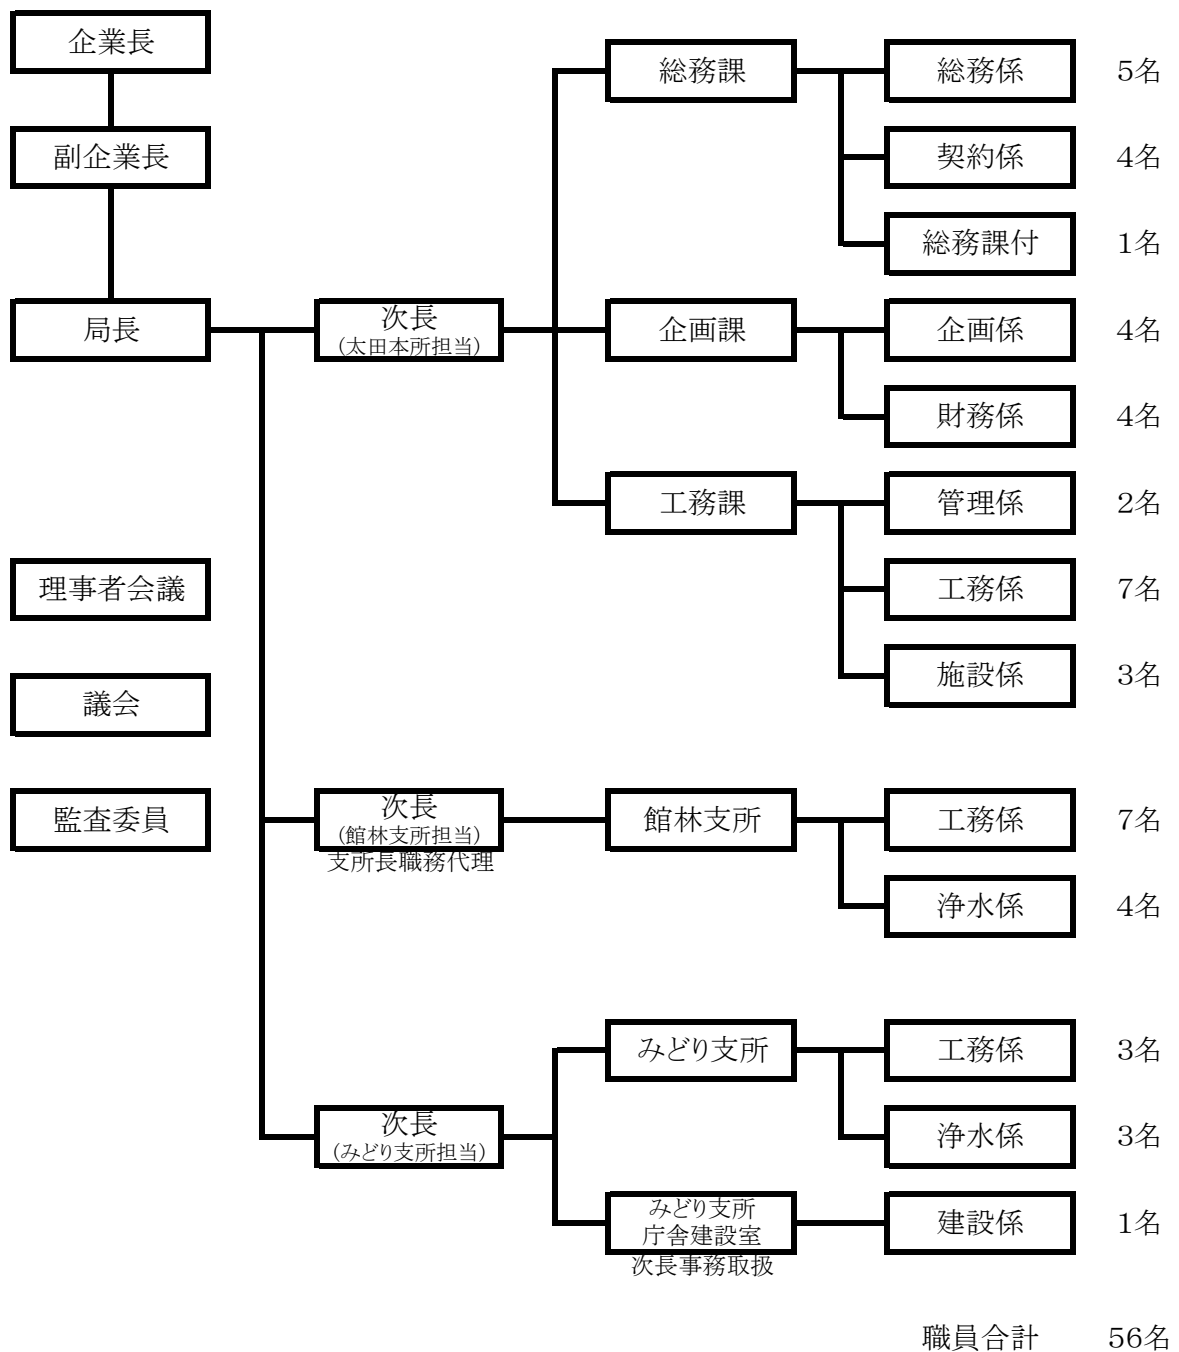 企業長
副企業長
局長
理事者会議
議会
監査委員
次長
（太田本所担当）
次長
（館林支所担当）
支所長職務代理
次長
（みどり支所担当）
総務課
企画課
工務課
館林支所
みどり支所
みどり支所
庁舎建設室
次長事務取扱
総務係 5名
契約係 4名
総務課付 1名
企画係 4名
財務係 4名
管理係 2名
工務係 7名
施設係 3名
工務係 7名
浄水係 4名
工務係 3名
浄水係 3名
建設係 1名
職員合計 56名